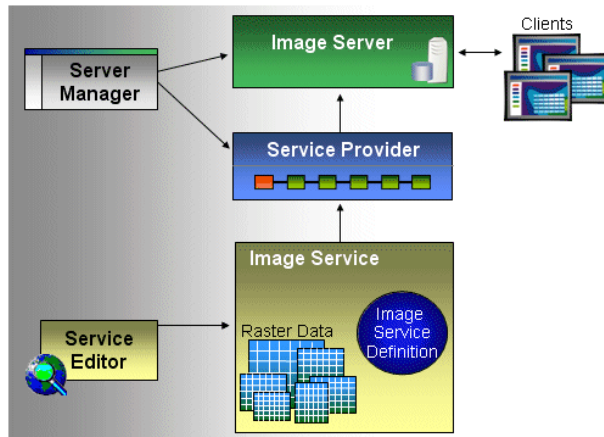 Clients
Image Server
Server
Manager
Service Provider
Image Service
Image
Service
Definition
Raster Data
Service
Editor